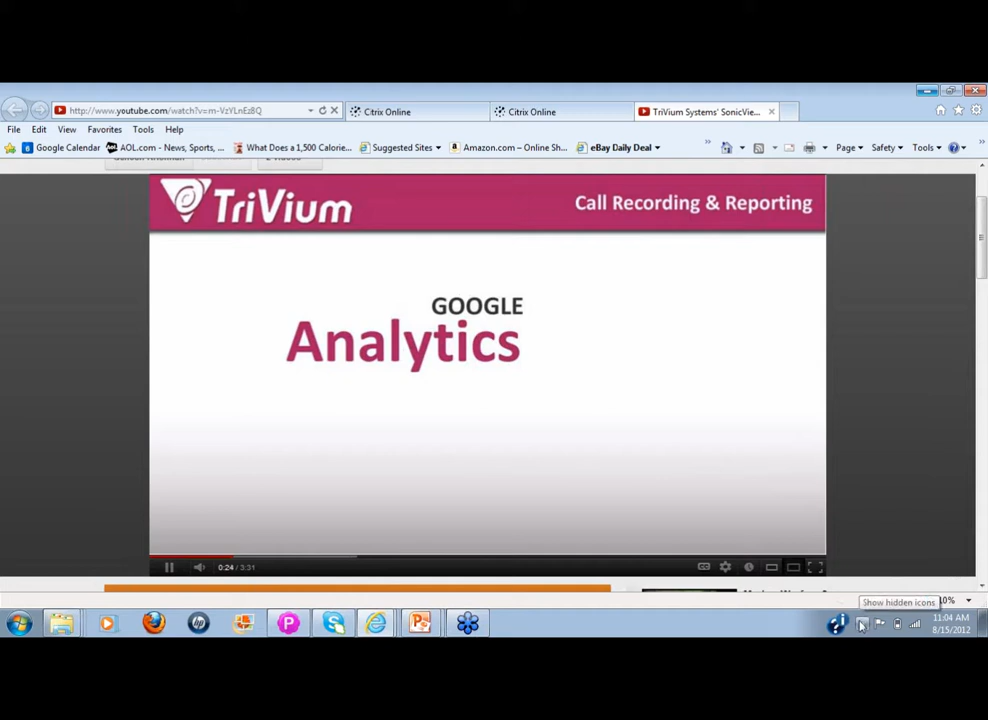 http://www.youtube.com/watch?v=m-VzYLnEz8Q
Citrix Online
Citrix Online
TriVium Systems' SonicVie...
File Edit View Favorites Tools Help
Google Calendar
AOL.com - News, Sports, ...
What Does a 1,500 Calorie...
Suggested Sites
Amazon.com – Online Sh...
eBay Daily Deal
Page
Safety
Tools
TriVium
Call Recording & Reporting
GOOGLE
Analytics
0:24 / 3:31
CC
Show hidden icons
11:04 AM
8/15/2012